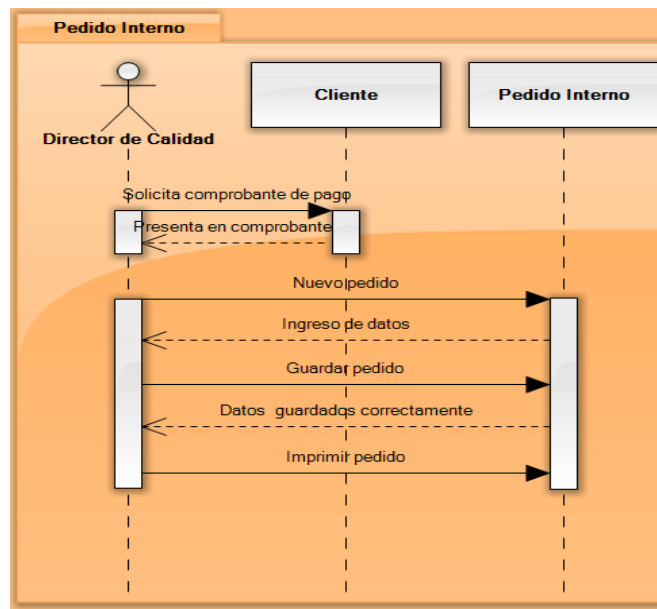 Pedido Interno
Cliente
Pedido Interno
Director de Calidad
Solicita comprobante de pago
Presenta en comprobante
Nuevo pedido
Ingreso de datos
Guardar pedido
Datos guardados correctamente
Imprimir pedido